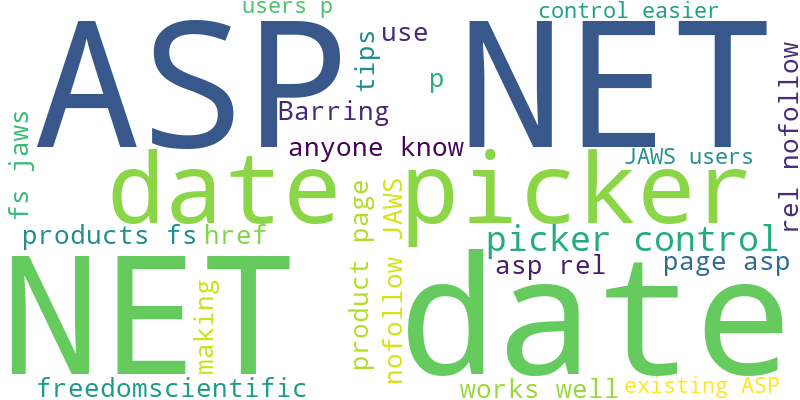 users p
control easier
ASP NET
use
tips
rel nofollow
p
Barring
fs jaws
anyone know
JAWS users
date picker
product page
nofollow JAWS
products fs
href
picker control
asp rel
page asp
NET
date
making
freedomscientific
works well
existing ASP